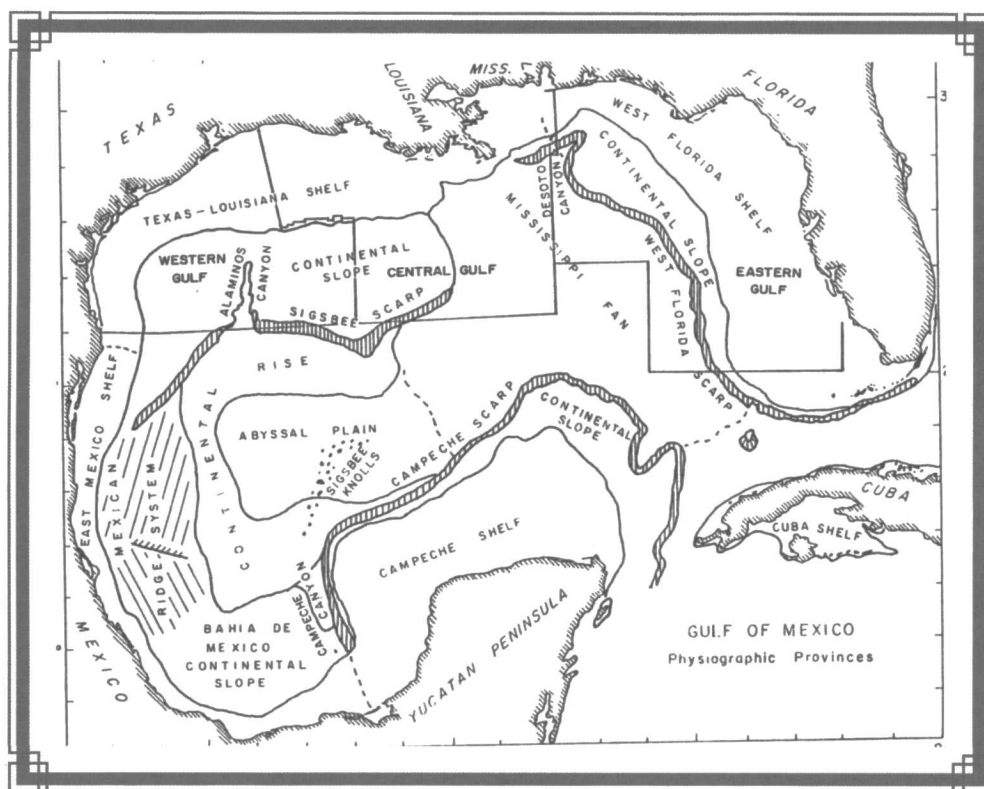 MISS.
LOUISIANA
FLORIDA
TEXAS
3
WEST FLORIDA SHELF
CONTINENTAL SLOPE
TEXAS-LOUISIANA SHELF
DESOTO
CANYON
MISSISSIPPI FAN
WESTERN
GULF
ALAMINOS
CANYON
CONTINENTAL
SLOPE
CENTRAL GULF
EASTERN
GULF
SIGSBEE SCARP
WEST FLORIDA SCARP
EAST MEXICO SHELF
RISE
CONTINENTAL
ABYSSAL PLAIN
SIGSBEE
KNOLLS
CAMPECHE SCARP
CONTINENTAL
SLOPE
MEXICAN
RIDGE-SYSTEM
CUBA
CUBA SHELF
CAMPECHE SHELF
CAMPECHE
CANYON
MEXICO
BAHIA DE
MEXICO
CONTINENTAL
SLOPE
YUCATAN PENINSULA
GULF OF MEXICO
Physiographic Provinces